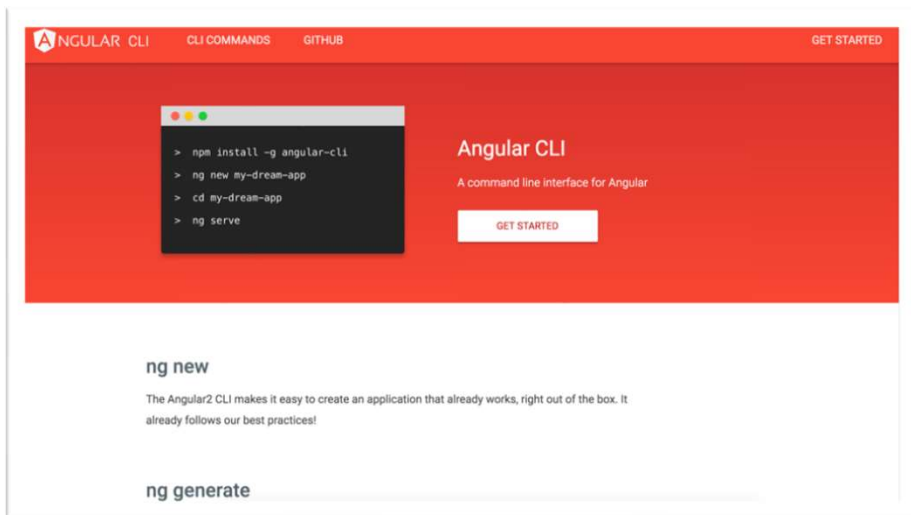 ANGULAR CLI CLI COMMANDS GITHUB GET STARTED
> npm install -g angular-cli
> ng new my-dream-app
> cd my-dream-app
> ng serve
Angular CLI
A command line interface for Angular
GET STARTED
ng new
The Angular2 CLI makes it easy to create an application that already works, right out of the box. It
already follows our best practices!
ng generate